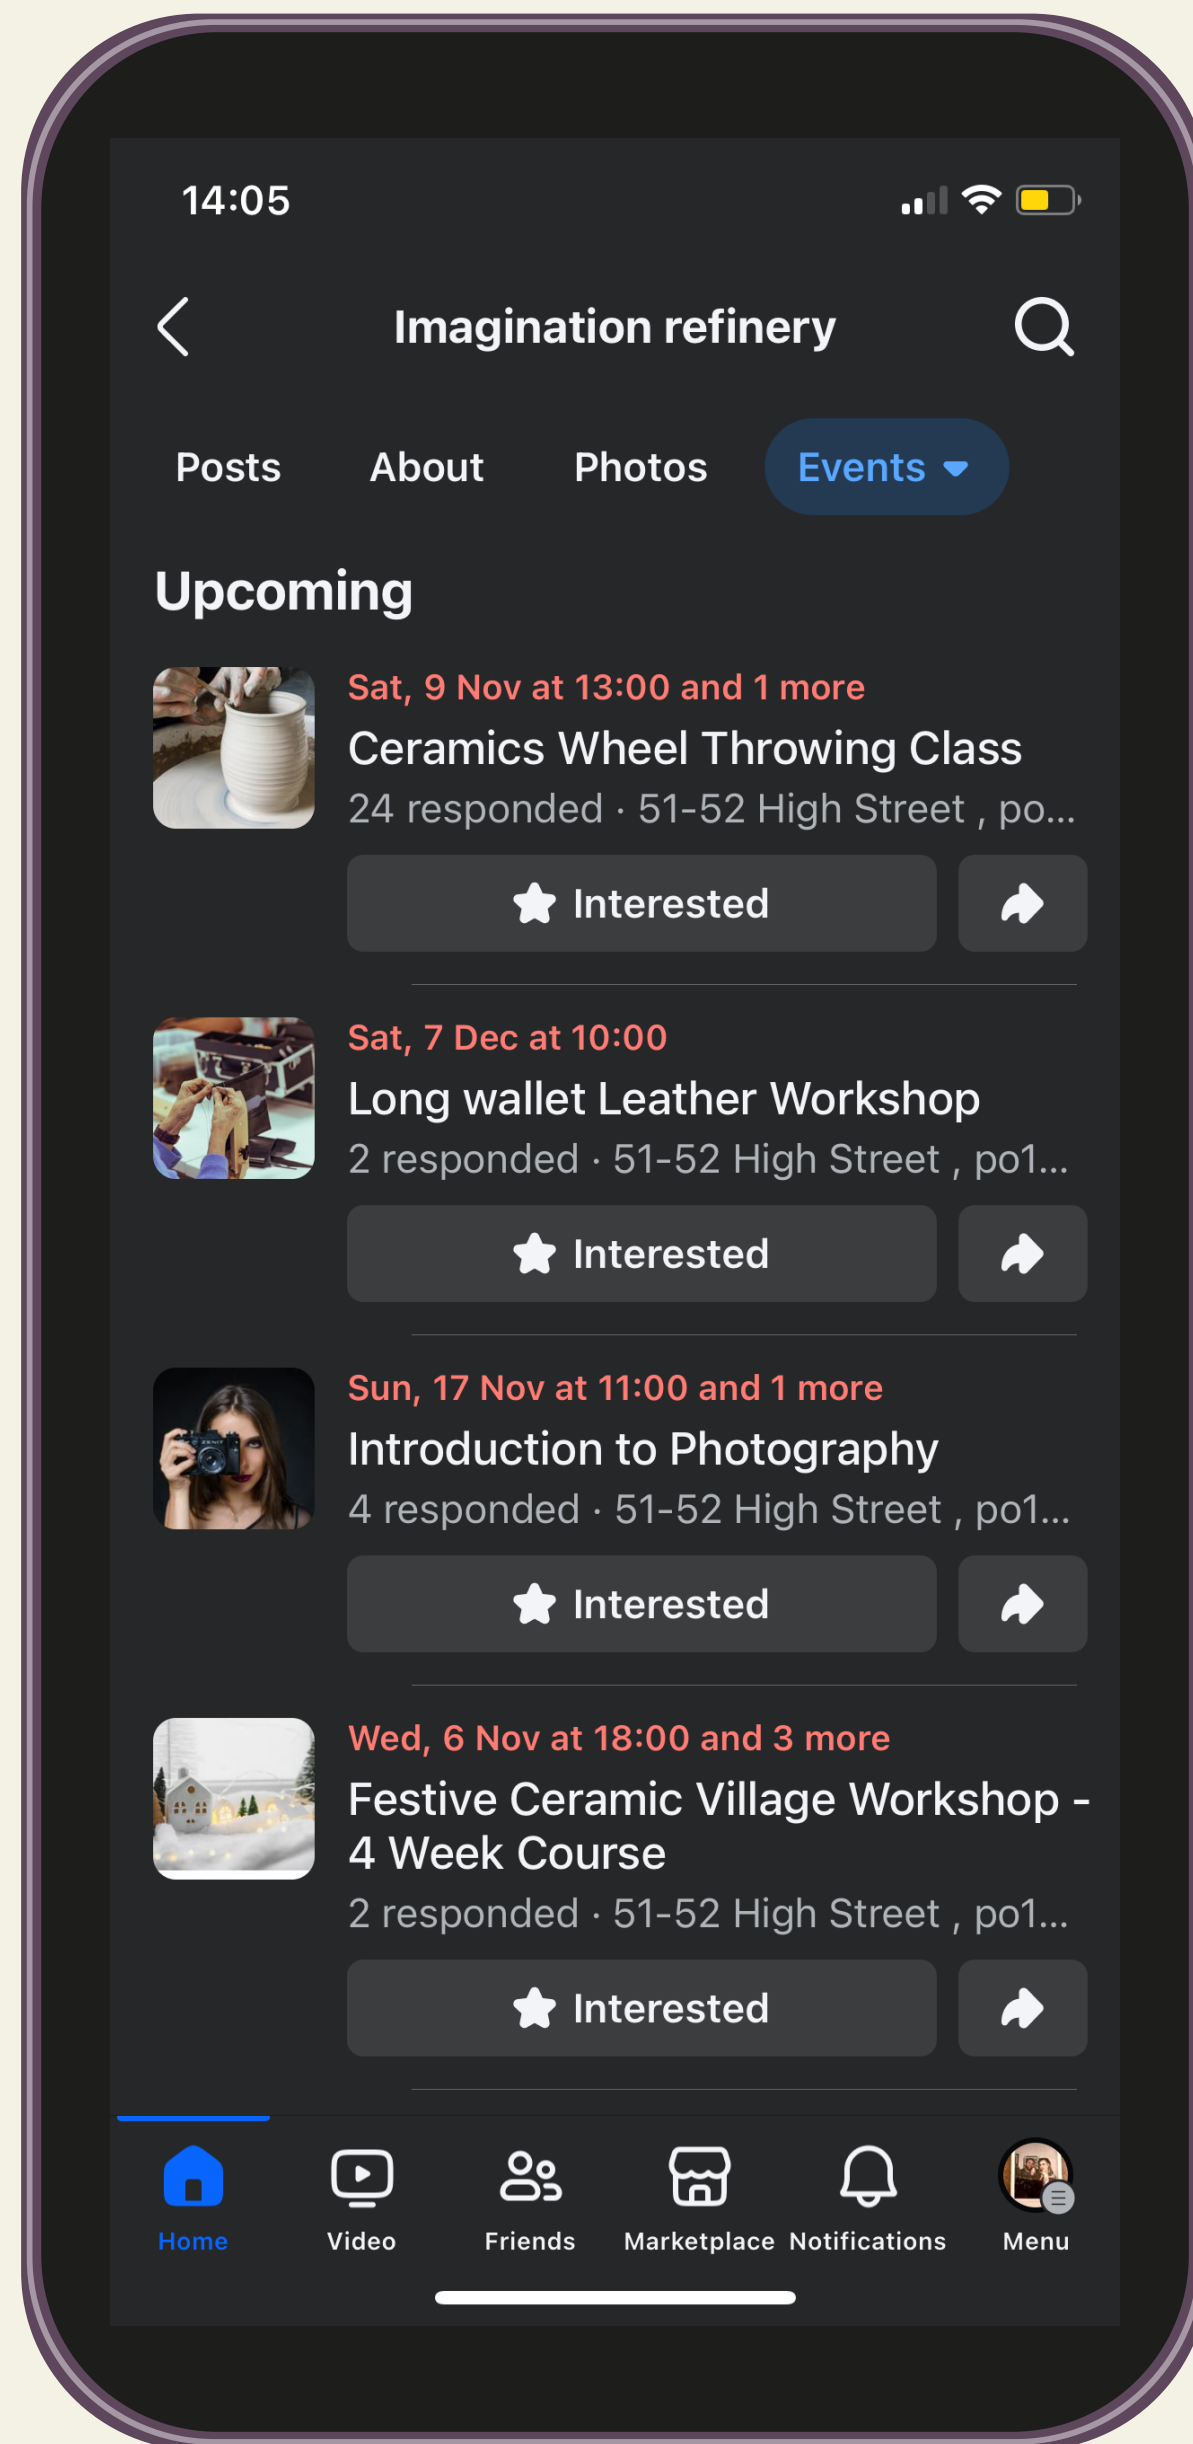 14:05
Imagination refinery
Posts About Photos Events
Upcoming
Sat, 9 Nov at 13:00 and 1 more
Ceramics Wheel Throwing Class
24 responded · 51-52 High Street , po...
Interested
Sat, 7 Dec at 10:00
Long wallet Leather Workshop
2 responded · 51-52 High Street , po1...
Interested
Sun, 17 Nov at 11:00 and 1 more
Introduction to Photography
4 responded · 51-52 High Street , po1...
Interested
Wed, 6 Nov at 18:00 and 3 more
Festive Ceramic Village Workshop -
4 Week Course
2 responded · 51-52 High Street , po1...
Interested
Home Video Friends Marketplace Notifications Menu